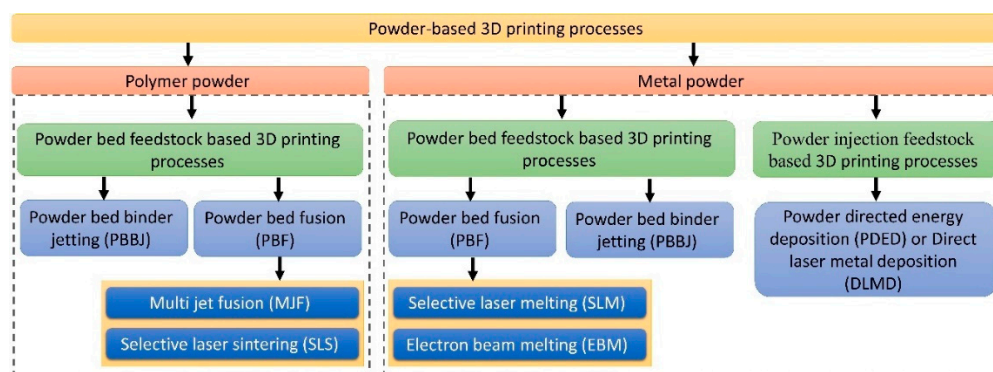 Powder-based 3D printing processes
Polymer powder
Metal powder
Powder bed feedstock based 3D printing
processes
Powder bed feedstock based 3D printing
processes
Powder injection feedstock
based 3D printing processes
Powder bed binder
jetting (PBBJ)
Powder bed fusion
(PBF)
Powder bed fusion
(PBF)
Powder bed binder
jetting (PBBJ)
Powder directed energy
deposition (PDED) or Direct
laser metal deposition
(DLMD)
Multi jet fusion (MJF)
Selective laser sintering (SLS)
Selective laser melting (SLM)
Electron beam melting (EBM)